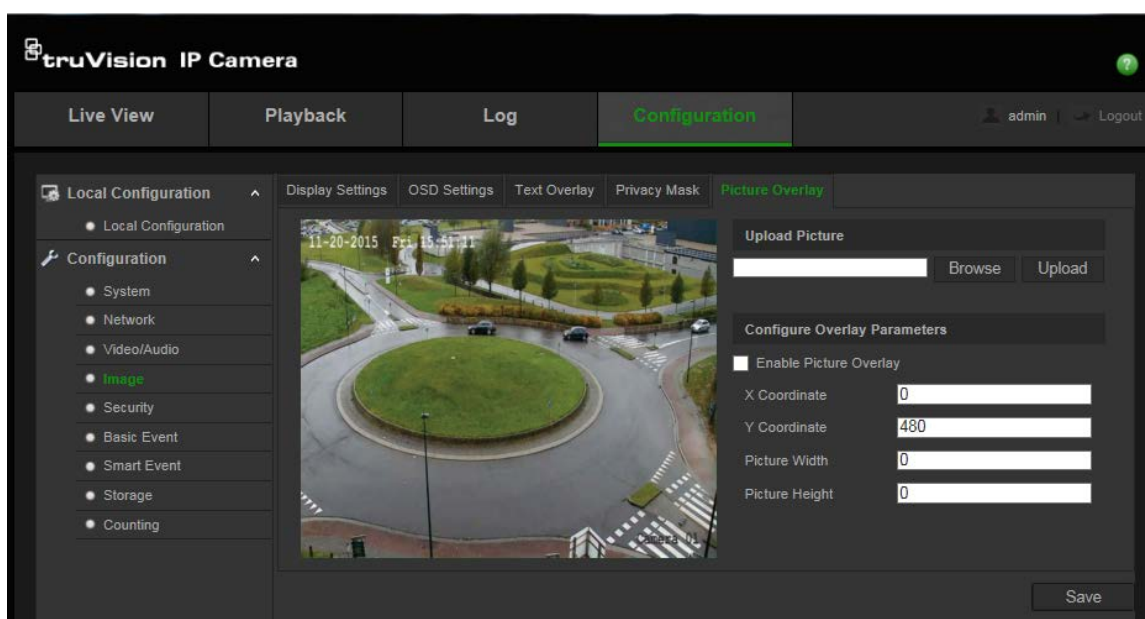 truVision IP Camera
?
Live View
Playback
Log
Configuration
admin | Logout
Local Configuration
Local Configuration
Configuration
System
Network
Video/Audio
Image
Security
Basic Event
Smart Event
Storage
Counting
Display Settings
OSD Settings
Text Overlay
Privacy Mask
Picture Overlay
11-20-2015 Fri 15:51:11
Camera 01
Upload Picture
Browse
Upload
Configure Overlay Parameters
Enable Picture Overlay
X Coordinate 0
Y Coordinate 480
Picture Width 0
Picture Height 0
Save